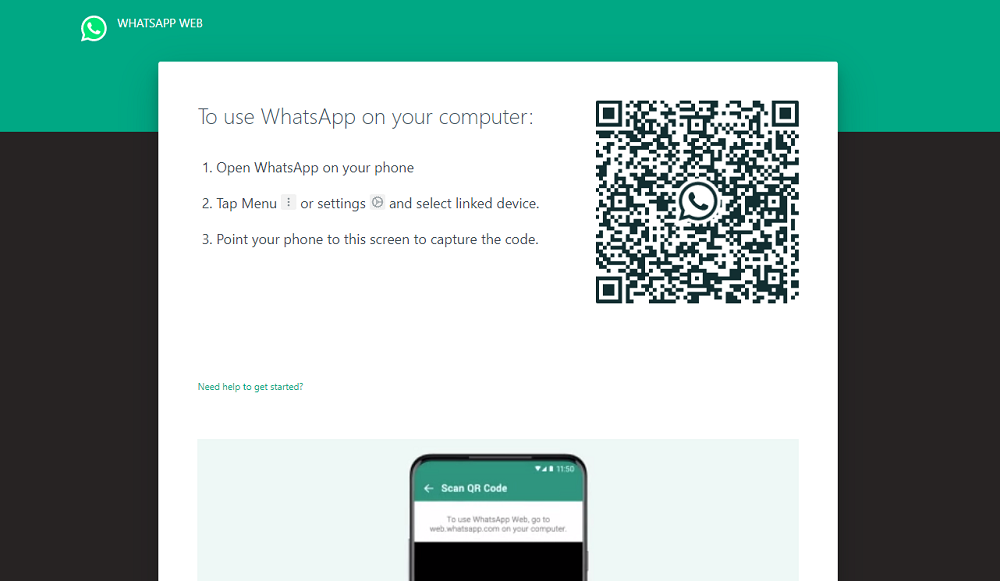 WHATSAPP WEB
To use WhatsApp on your computer:
1. Open WhatsApp on your phone
2. Tap Menu or settings and select linked device.
3. Point your phone to this screen to capture the code.
Need help to get started?
11:50
Scan QR Code
To use WhatsApp Web, go to
web.whatsapp.com on your computer.